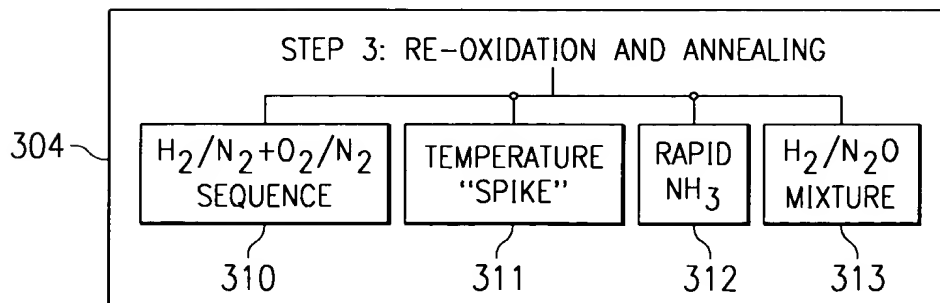 STEP 3: RE-OXIDATION AND ANNEALING
304
H2/N2+O2/N2
SEQUENCE
TEMPERATURE
"SPIKE"
RAPID
NH3
H2/N2O
MIXTURE
310
311
312
313